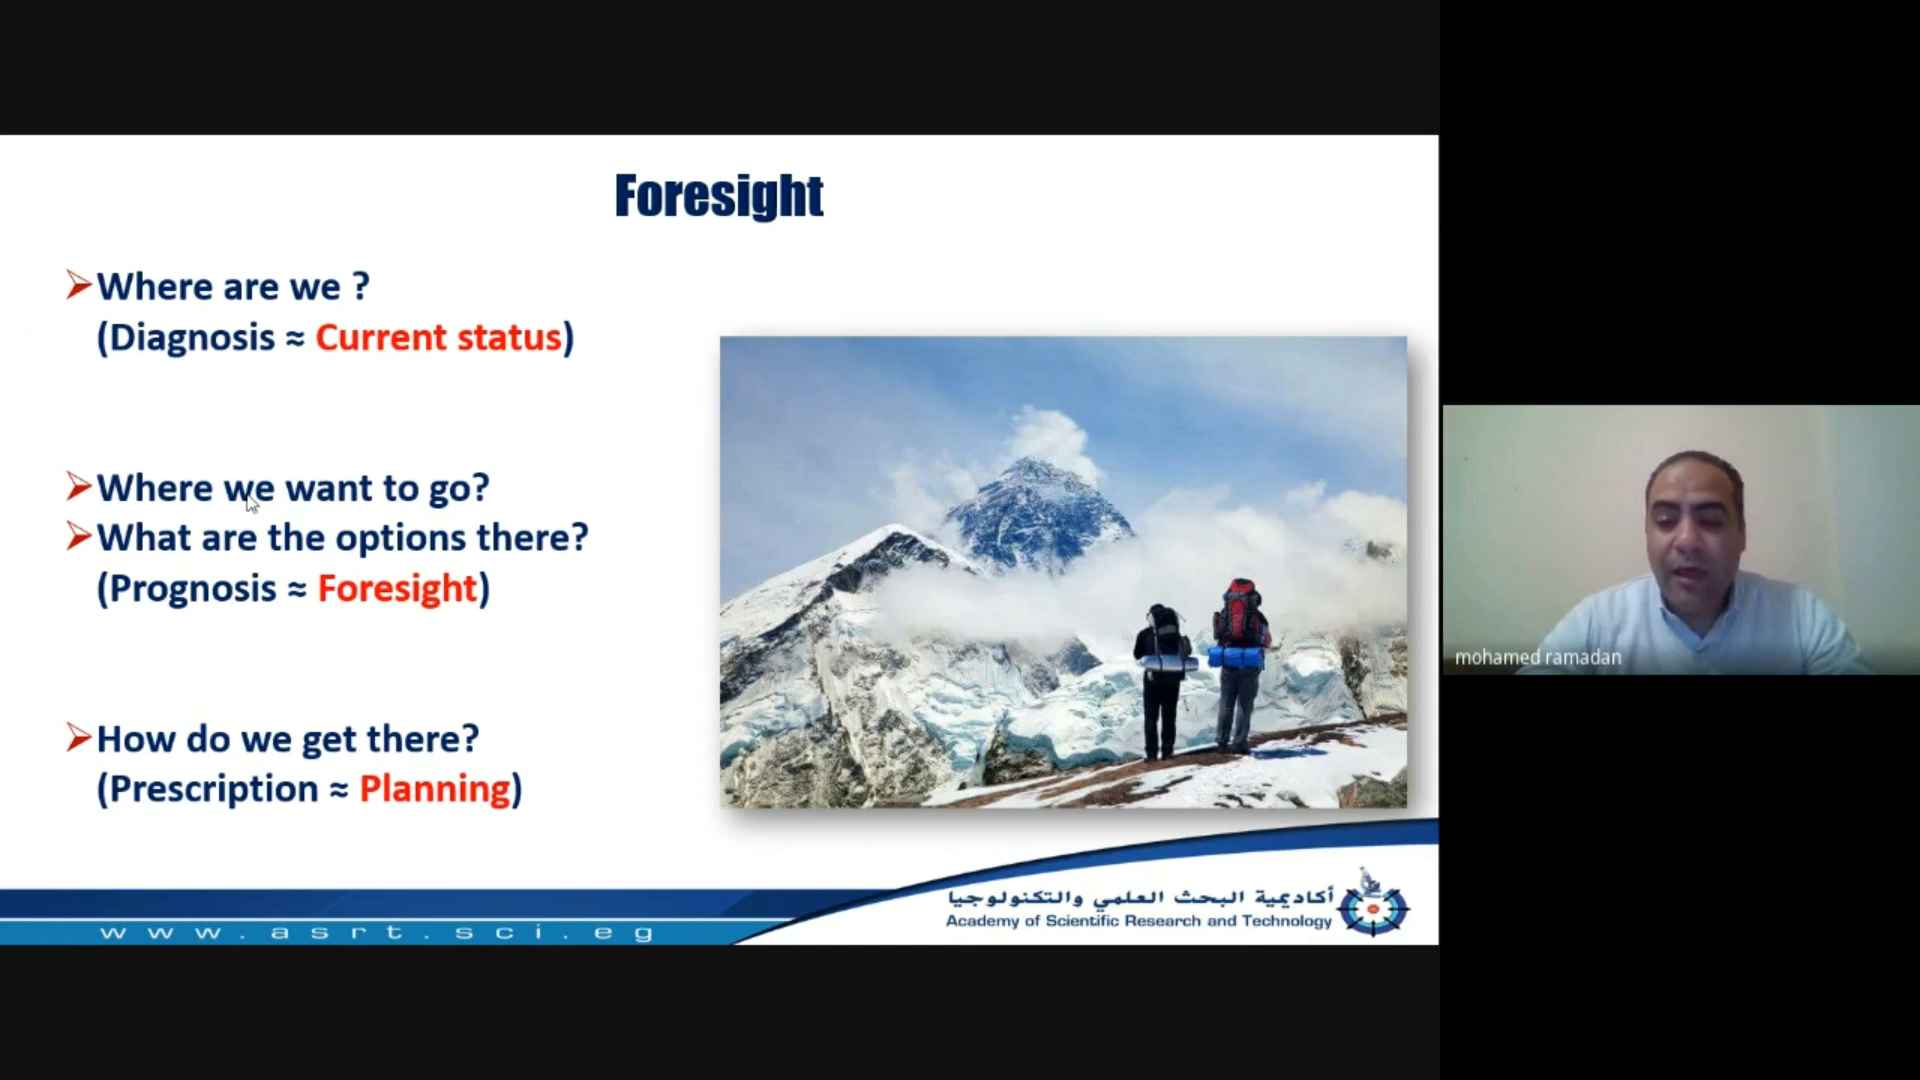 Foresight
➢Where are we ?
(Diagnosis ≈ Current status)
➢Where we want to go?
➢What are the options there?
(Prognosis ≈ Foresight)
➢How do we get there?
(Prescription ≈ Planning)
أكاديمية البحث العلمي والتكنولوجيا
Academy of Scientific Research and Technology
www.asrt.sci.eg
mohamed ramadan